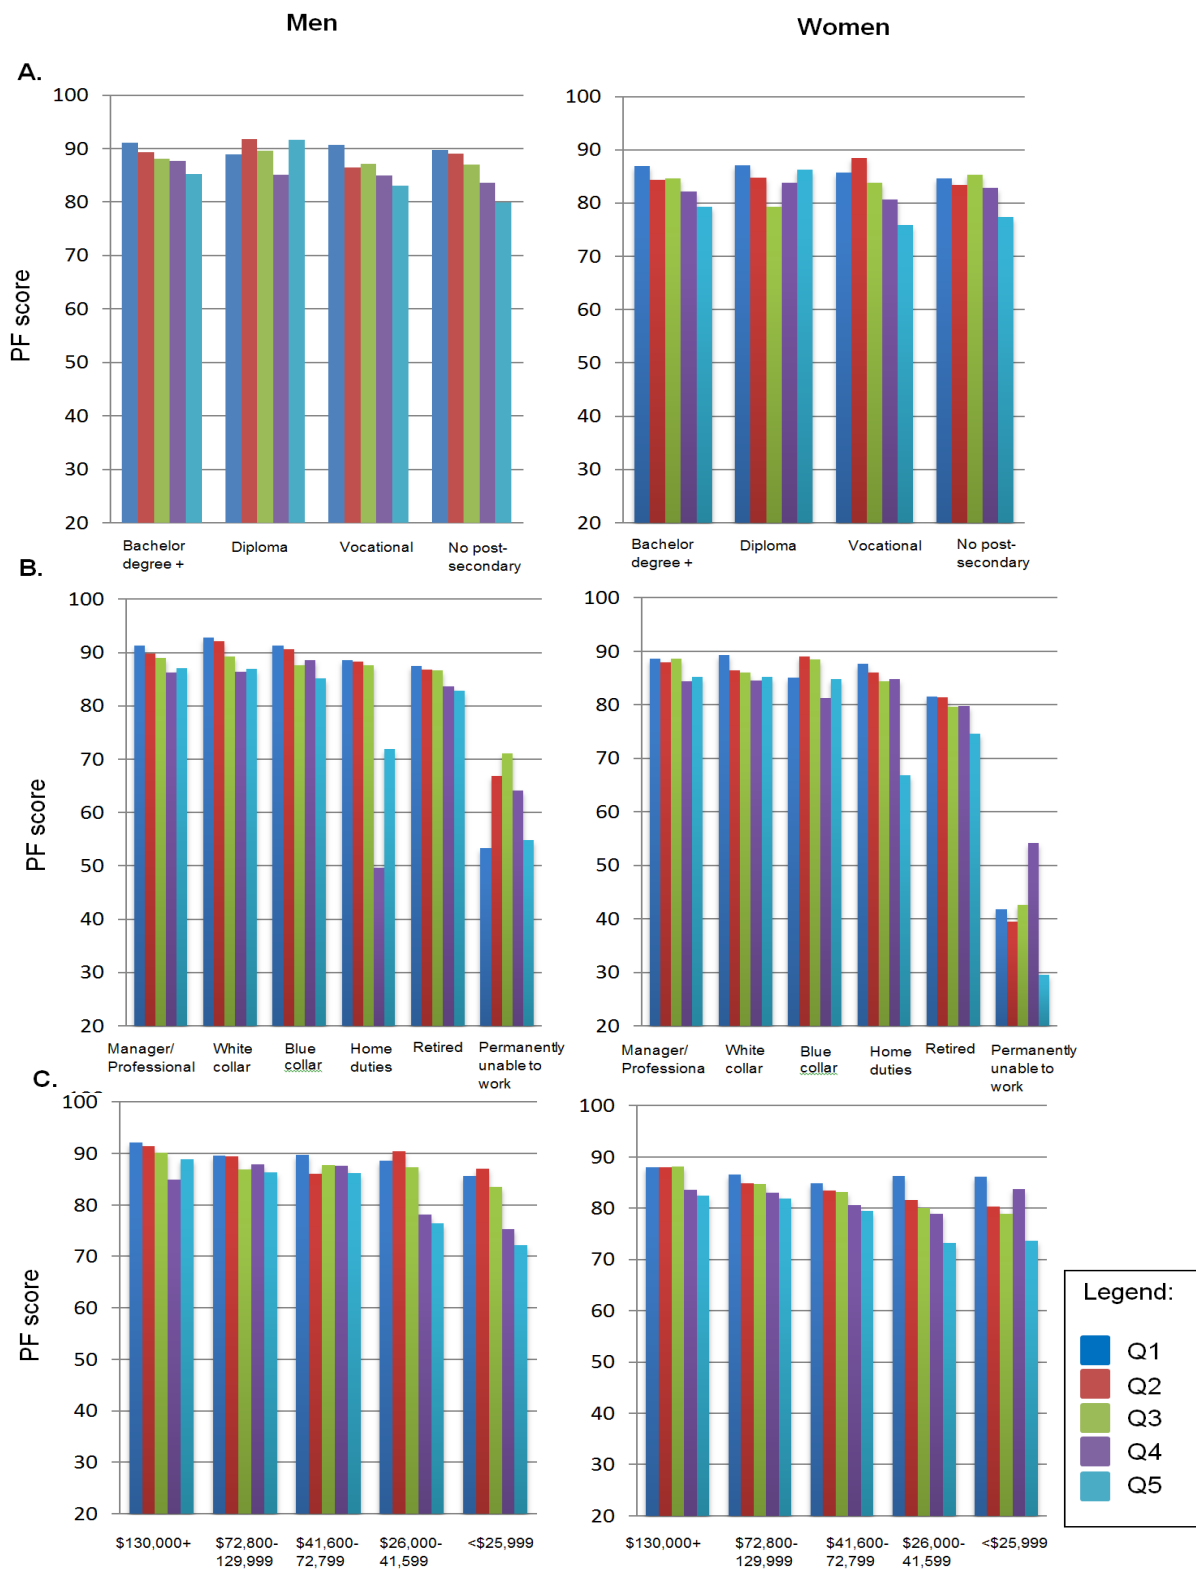 Men
Women
A.
100
90
80
70
60
50
40
30
20
PF score
Bachelor
degree +
Diploma
Vocational
No post-
secondary
100
90
80
70
60
50
40
30
20
Bachelor
degree +
Diploma
Vocational
No post-
secondary
B.
100
90
80
70
60
50
40
30
20
PF score
Manager/
Professional
White
collar
Blue
collar
Home
duties
Retired
Permanently
unable to
work
100
90
80
70
60
50
40
30
20
Manager/
Professiona
White
collar
Blue
collar
Home
duties
Retired
Permanently
unable to
work
C.
100
90
80
70
60
50
40
30
20
PF score
$130,000+
$72,800-
129,999
$41,600-
72,799
$26,000-
41,599
<$25,999
100
90
80
70
60
50
40
30
20
$130,000+
$72,800-
129,999
$41,600-
72,799
$26,000-
41,599
<$25,999
Legend:
Q1
Q2
Q3
Q4
Q5